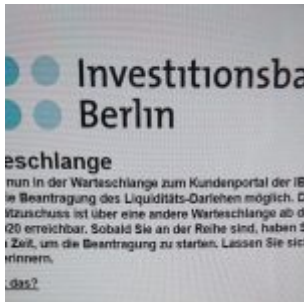 Investitionsba
Berlin
eschlange
nun in der Warteschlange zum Kundenportal der IB
ie Beantragung des Liquiditäts-Darlehen möglich. D
tzuschuss ist über eine andere Warteschlange ab d
20 erreichbar. Sobald Sie an der Reihe sind, haben S
Zeit, um die Beantragung zu starten. Lassen Sie sic
erinnern.
das?